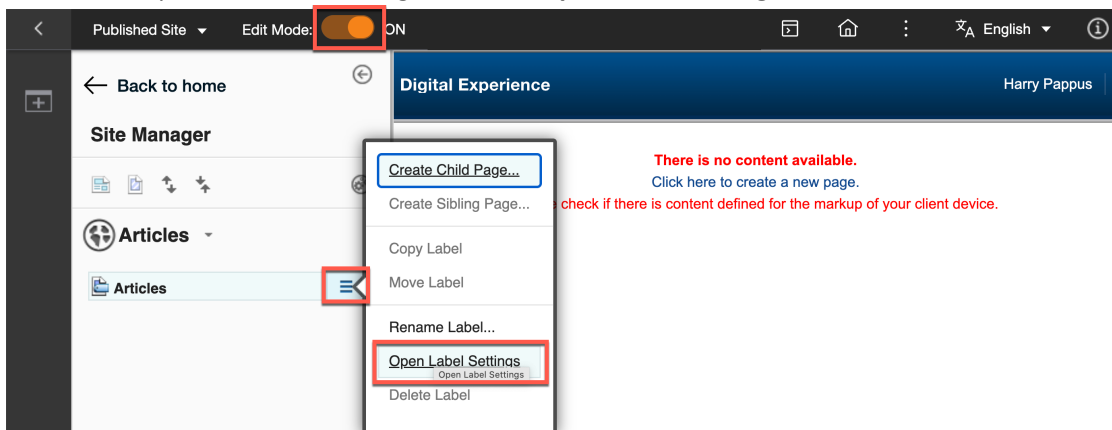 Published Site Edit Mode: ON English
Back to home
Digital Experience
Harry Pappus
Site Manager
Articles
Articles
Create Child Page...
Create Sibling Page...
Copy Label
Move Label
Rename Label...
Open Label Settings
Open Label Settings
Delete Label
There is no content available.
Click here to create a new page.
check if there is content defined for the markup of your client device.